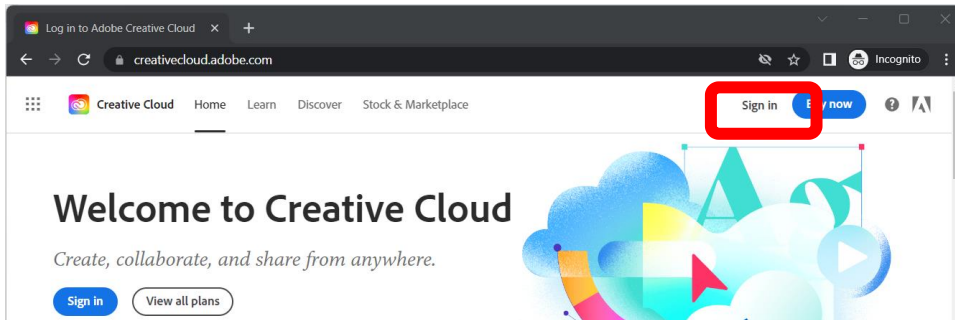 Log in to Adobe Creative Cloud
creativecloud.adobe.com Incognito
Creative Cloud Home Learn Discover Stock & Marketplace Sign in now
Welcome to Creative Cloud
Create, collaborate, and share from anywhere.
Sign in View all plans